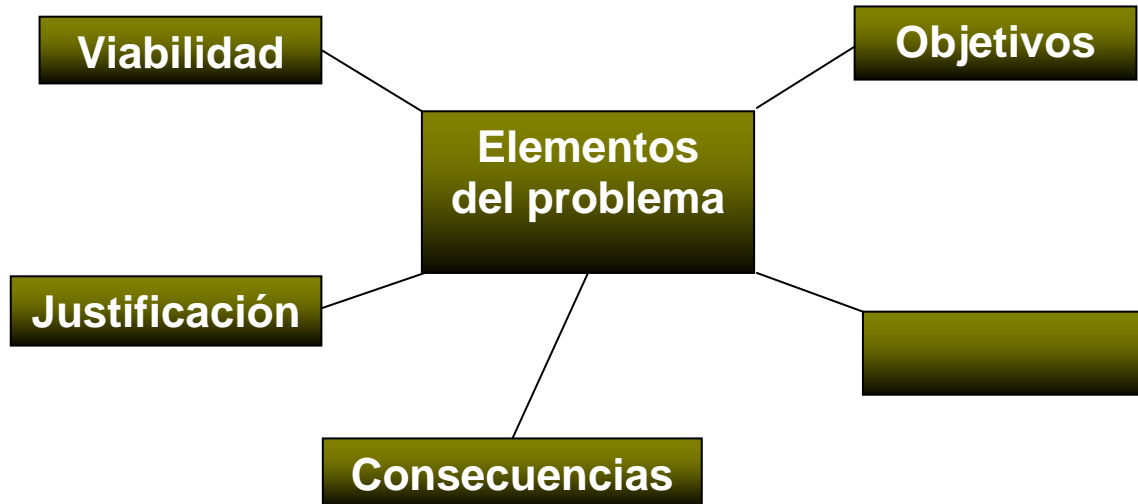 Viabilidad
Objetivos
Elementos
del problema
Justificación
Consecuencias